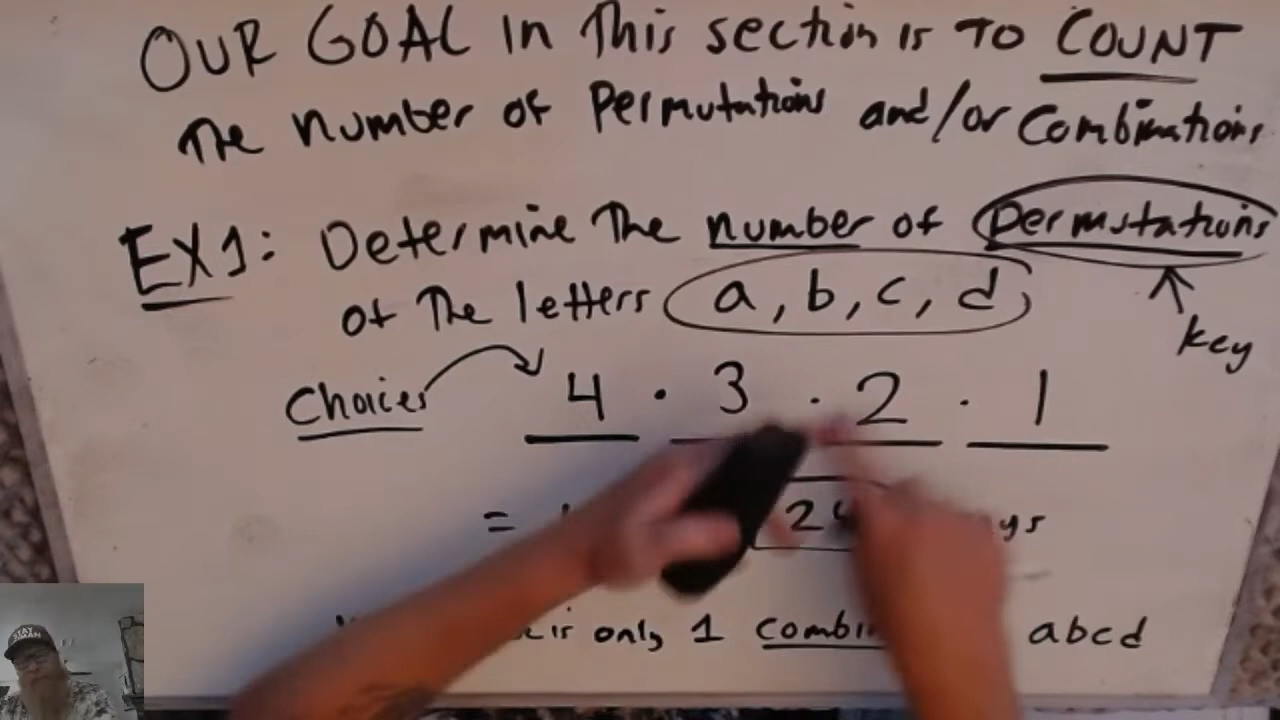 OUR GOAL In This section is TO COUNT
The number of Permutations and/or Combinations
EX1: Determine The number of permutations
of The letters a, b, c, d
key
Choices 4 · 3 · 2 · 1
= 24
is only 1 abcd